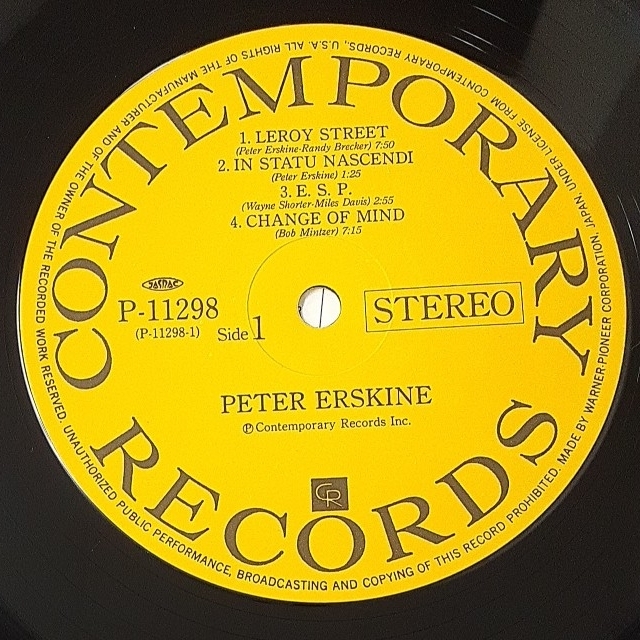 CONTEMPORARY
1. LEROY STREET
(Peter Erskine-Randy Brecker) 7:50
2. IN STATU NASCENDI
(Peter Erskine) 1:25
3. E. S. P.
(Wayne Shorter-Miles Davis) 2:55
4. CHANGE OF MIND
(Bob Mintzer) 7:15
JASRAC
P-11298
(P-11298-1)
Side 1
STEREO
PETER ERSKINE
℗ Contemporary Records Inc.
CR
RECORDS
ALL RIGHTS OF THE MANUFACTURER AND OF THE OWNER OF THE RECORDED WORK RESERVED. UNAUTHORIZED PUBLIC PERFORMANCE, BROADCASTING AND COPYING OF THIS RECORD PROHIBITED. MADE BY WARNER-PIONEER CORPORATION, JAPAN UNDER LICENSE FROM CONTEMPORARY RECORDS, U.S.A.